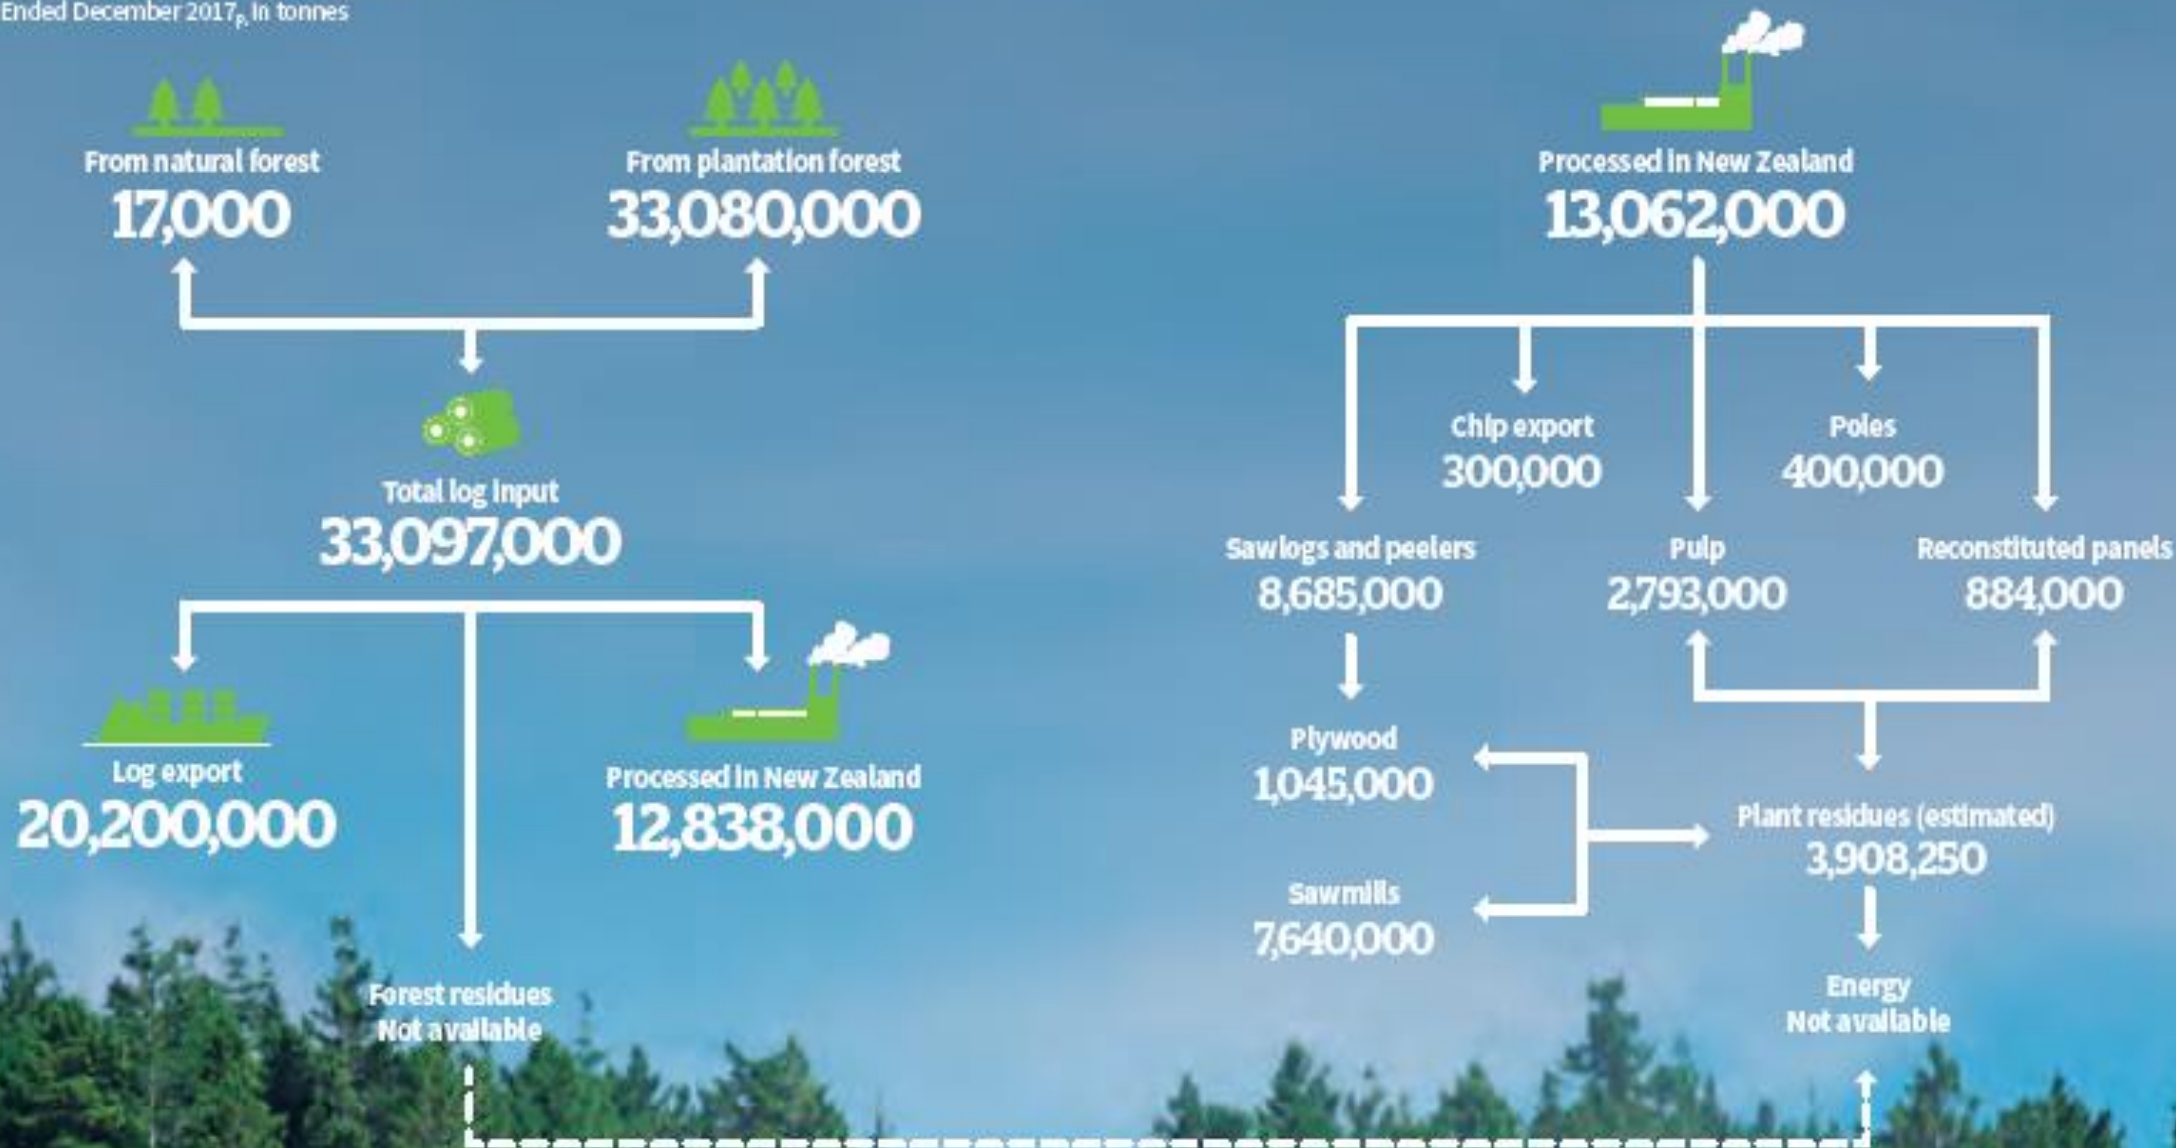 Ended December 2017p, in tonnes
From natural forest
17,000
From plantation forest
33,080,000
Total log input
33,097,000
Log export
20,200,000
Processed in New Zealand
12,838,000
Forest residues
Not available
Processed in New Zealand
13,062,000
Chip export
300,000
Poles
400,000
Sawlogs and peelers
8,685,000
Pulp
2,793,000
Reconstituted panels
884,000
Plywood
1,045,000
Sawmills
7,640,000
Plant residues (estimated)
3,908,250
Energy
Not available